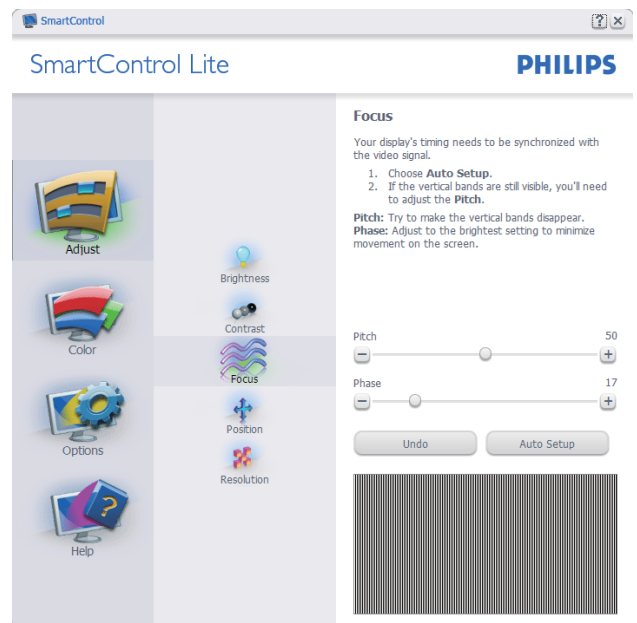 SmartControl
?
SmartControl Lite
PHILIPS
Adjust
Color
Options
Help
Brightness
Contrast
Focus
Position
Resolution
Focus
Your display's timing needs to be synchronized with
the video signal.
1. Choose Auto Setup.
2. If the vertical bands are still visible, you'll need
to adjust the Pitch.
Pitch: Try to make the vertical bands disappear.
Phase: Adjust to the brightest setting to minimize
movement on the screen.
Pitch 50
Phase 17
Undo Auto Setup